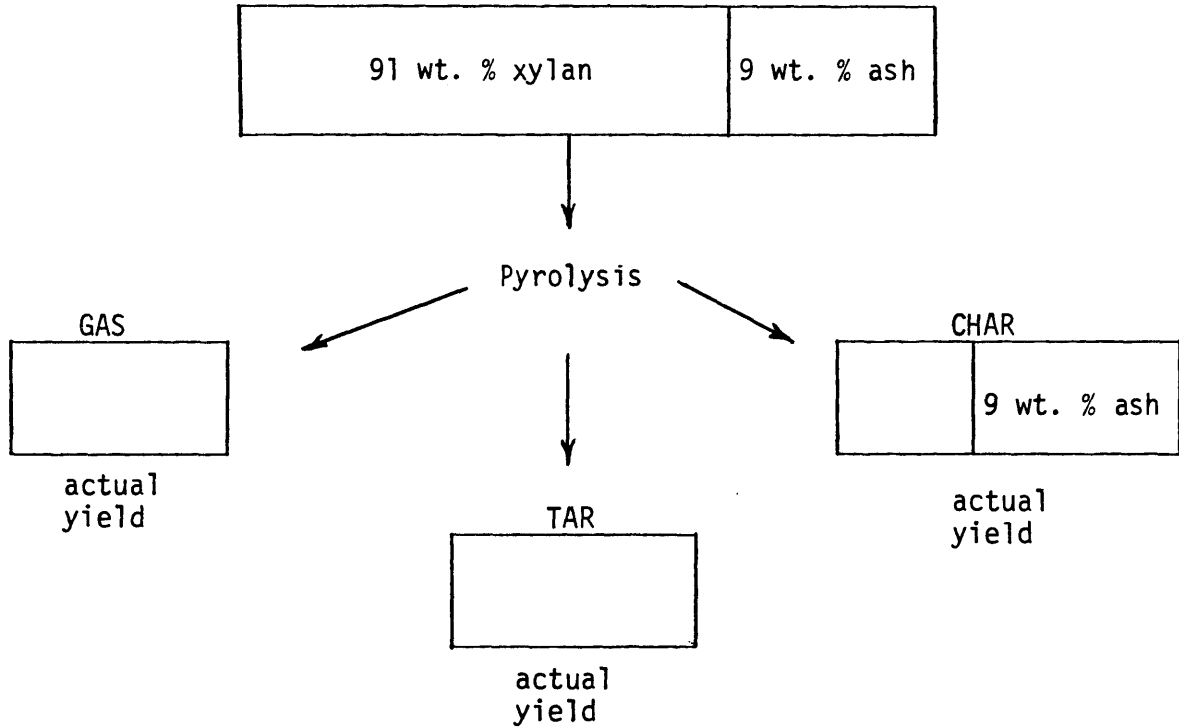 91 wt. % xylan
9 wt. % ash
Pyrolysis
GAS
CHAR
9 wt. % ash
actual
yield
actual
yield
TAR
actual
yield